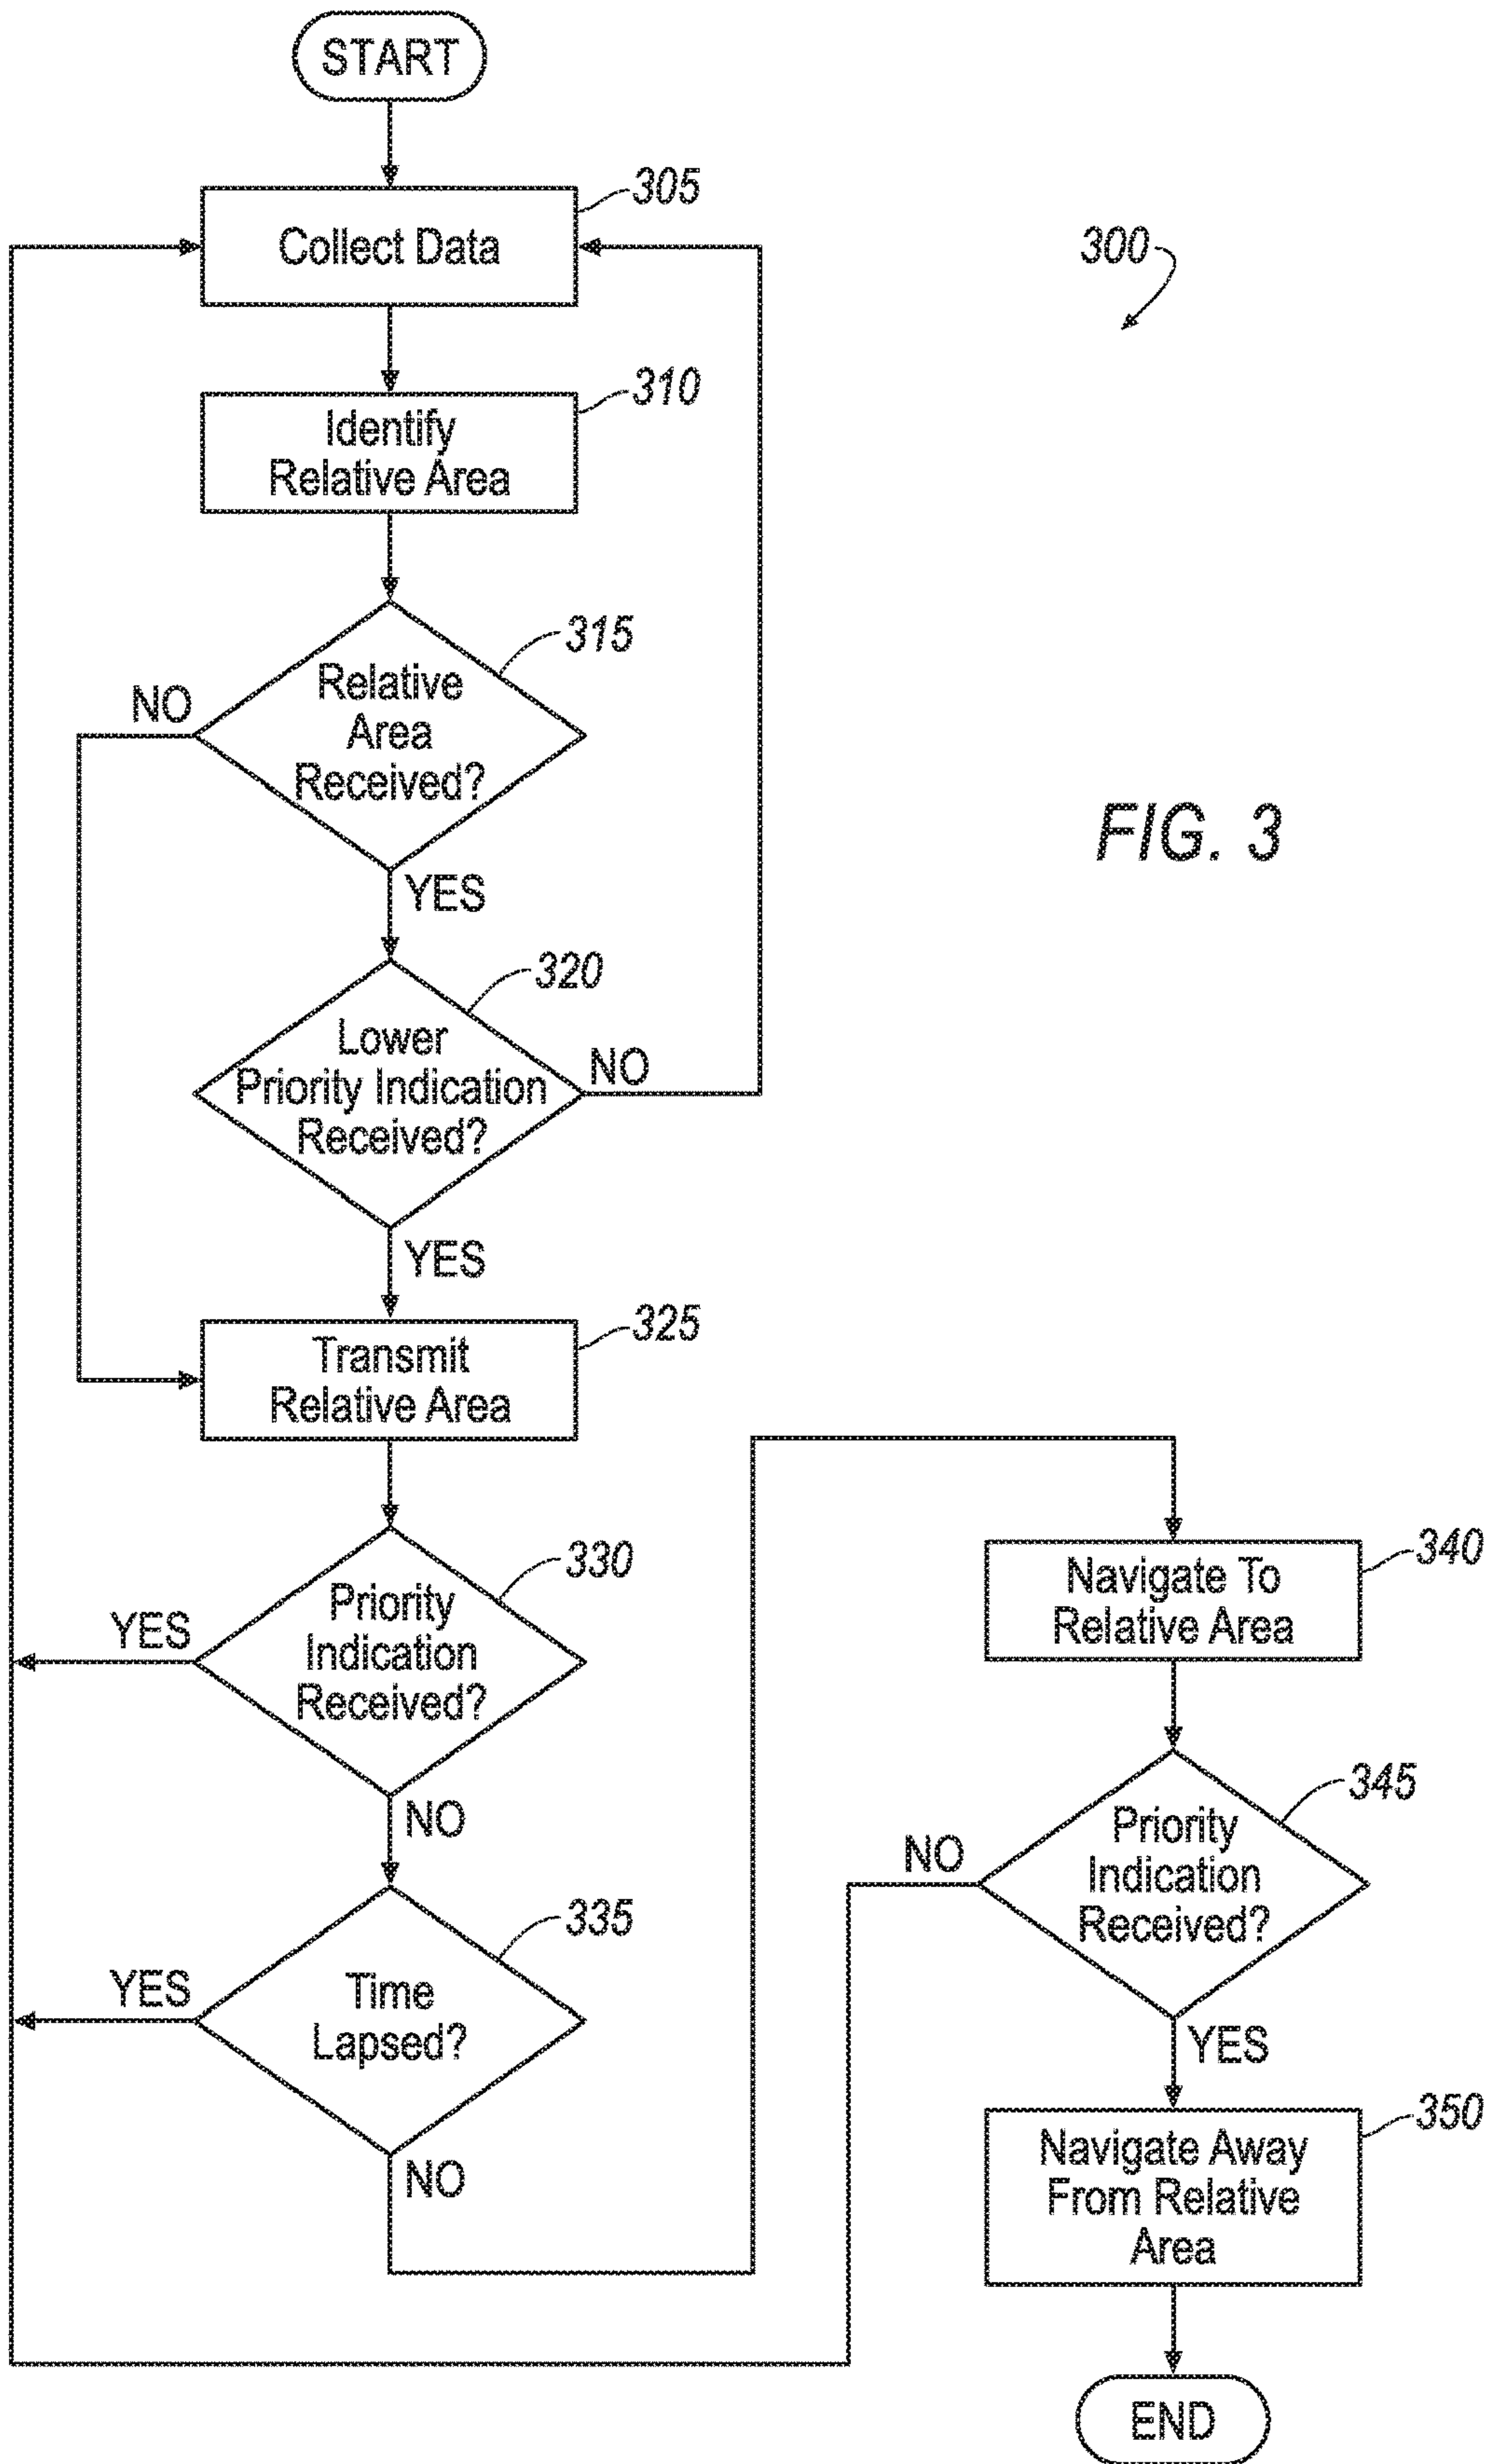 START
305
Collect Data
300
310
Identify
Relative Area
315
Relative
Area
Received?
NO
YES
FIG. 3
320
Lower
Priority Indication
Received?
NO
YES
325
Transmit
Relative Area
330
Priority
Indication
Received?
YES
NO
335
Time
Lapsed?
YES
NO
340
Navigate To
Relative Area
345
Priority
Indication
Received?
NO
YES
350
Navigate Away
From Relative
Area
END